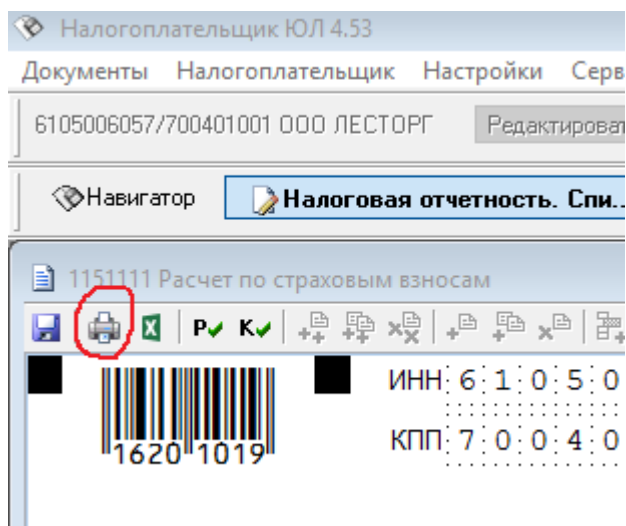 Налогоплательщик ЮЛ 4.53
Документы Налогоплательщик Настройки Серв
6105006057/700401001 ООО ЛЕСТОРГ Редактироват
Навигатор Налоговая отчетность. Спи..
1151111 Расчет по страховым взносам
Р К
ИНН 6 1 0 5 0
1620 1019
КПП 7 0 0 4 0